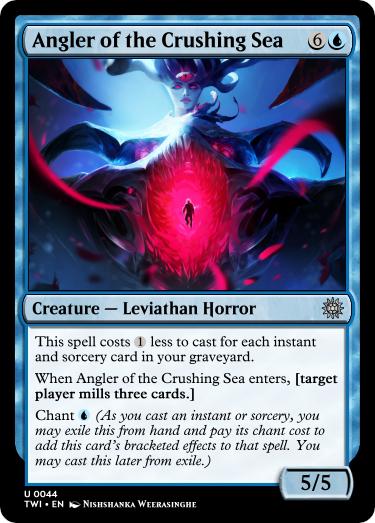 Angler of the Crushing Sea 6
Creature — Leviathan Horror
This spell costs 1 less to cast for each instant
and sorcery card in your graveyard.
When Angler of the Crushing Sea enters, [target
player mills three cards.]
Chant (As you cast an instant or sorcery, you
may exile this from hand and pay its chant cost to
add this card's bracketed effects to that spell. You
may cast this later from exile.)
5/5
U 0044
TWI • EN Nishshanka Weerasinghe